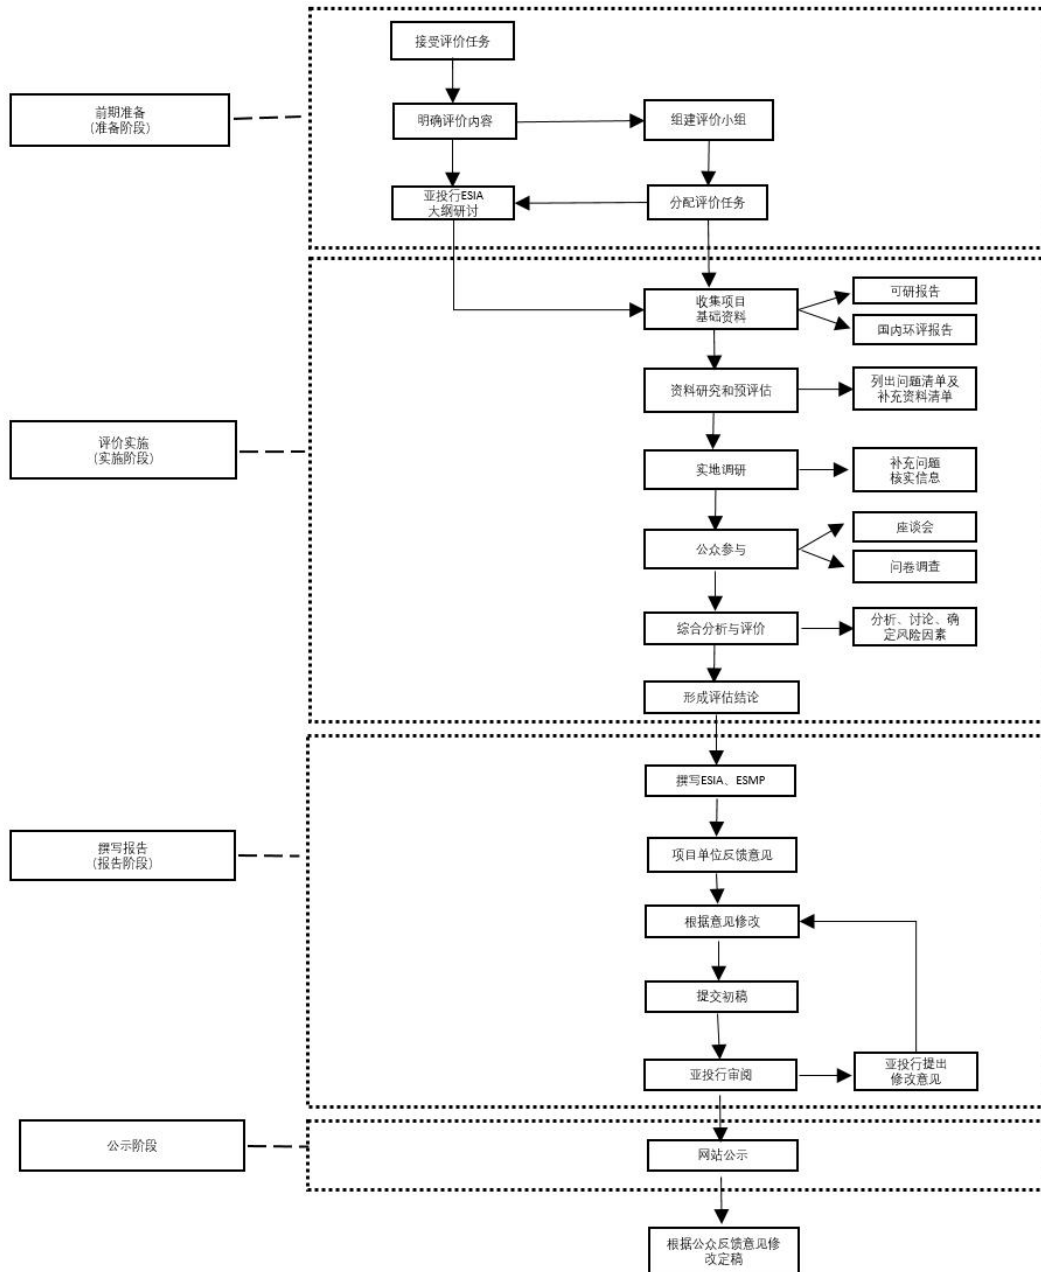 接受评价任务
前期准备
(准备阶段)
明确评价内容
组建评价小组
亚投行ESIA
大纲研讨
分配评价任务
收集项目
基础资料
可研报告
国内环评报告
资料研究和预评估
列出问题清单及
补充资料清单
评价实施
(实施阶段)
实地调研
补充问题
核实信息
公众参与
座谈会
问卷调查
综合分析与评价
分析、讨论、确
定风险因素
形成评估结论
撰写ESIA、ESMP
撰写报告
(报告阶段)
项目单位反馈意见
根据意见修改
提交初稿
亚投行审阅
亚投行提出
修改意见
公示阶段
网站公示
根据公众反馈意见修
改定稿